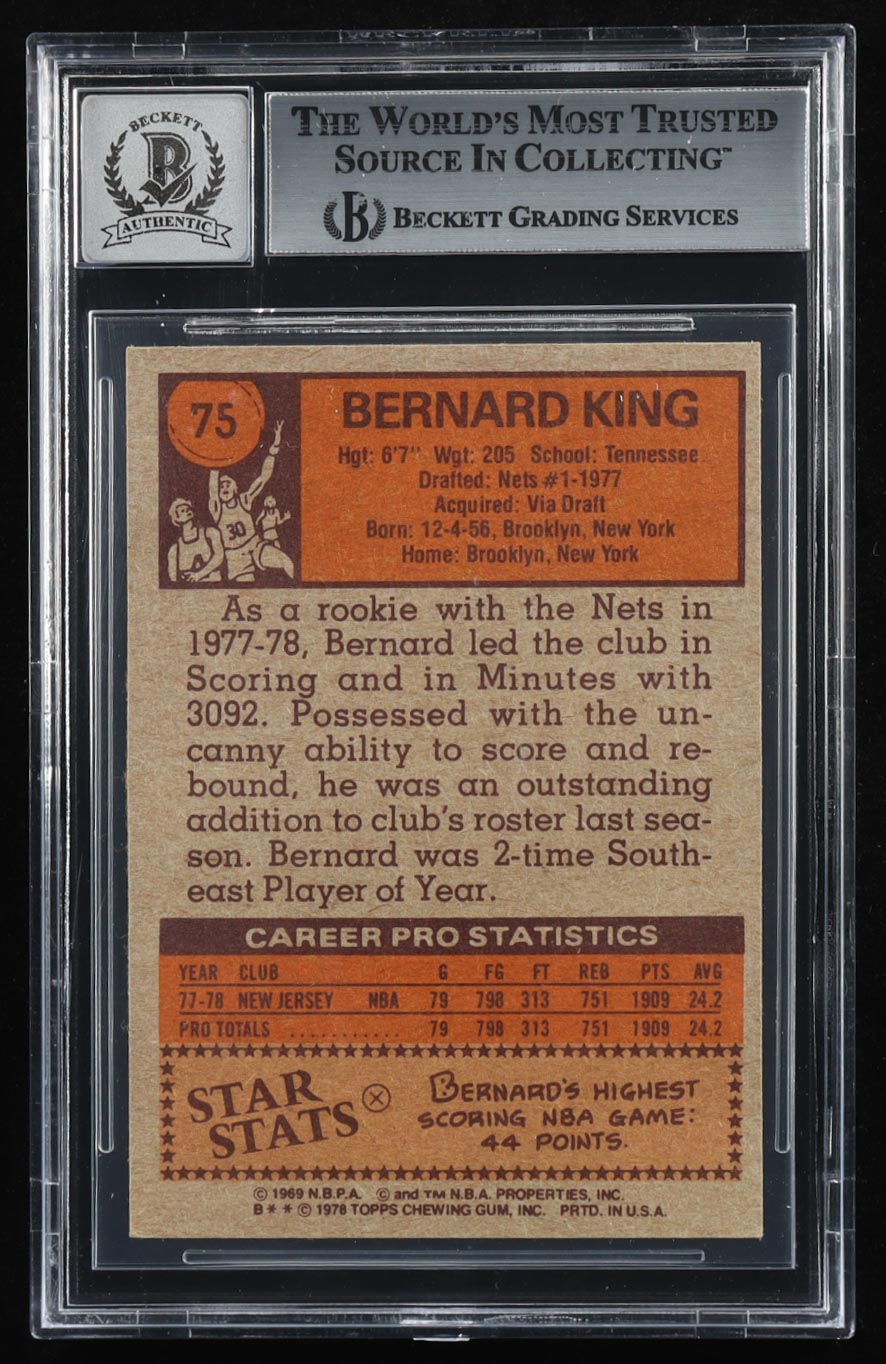 BECKETT
B
AUTHENTIC
THE WORLD'S MOST TRUSTED
SOURCE IN COLLECTING™
B BECKETT GRADING SERVICES
75
30
BERNARD KING
Hgt: 6'7" Wgt: 205 School: Tennessee
Drafted: Nets #1-1977
Acquired: Via Draft
Born: 12-4-56, Brooklyn, New York
Home: Brooklyn, New York
As a rookie with the Nets in
1977-78, Bernard led the club in
Scoring and in Minutes with
3092. Possessed with the un-
canny ability to score and re-
bound, he was an outstanding
addition to club's roster last sea-
son. Bernard was 2-time South-
east Player of Year.
CAREER PRO STATISTICS
YEAR CLUB G FG FT REB PTS AVG
77-78 NEW JERSEY NBA 79 798 313 751 1909 24.2
PRO TOTALS ........... 79 798 313 751 1909 24.2
STAR
STATS
BERNARD'S HIGHEST
SCORING NBA GAME:
44 POINTS.
© 1969 N.B.P.A. © and ™ N.B.A. PROPERTIES, INC.
B * * © 1978 TOPPS CHEWING GUM, INC. PRTD. IN U.S.A.